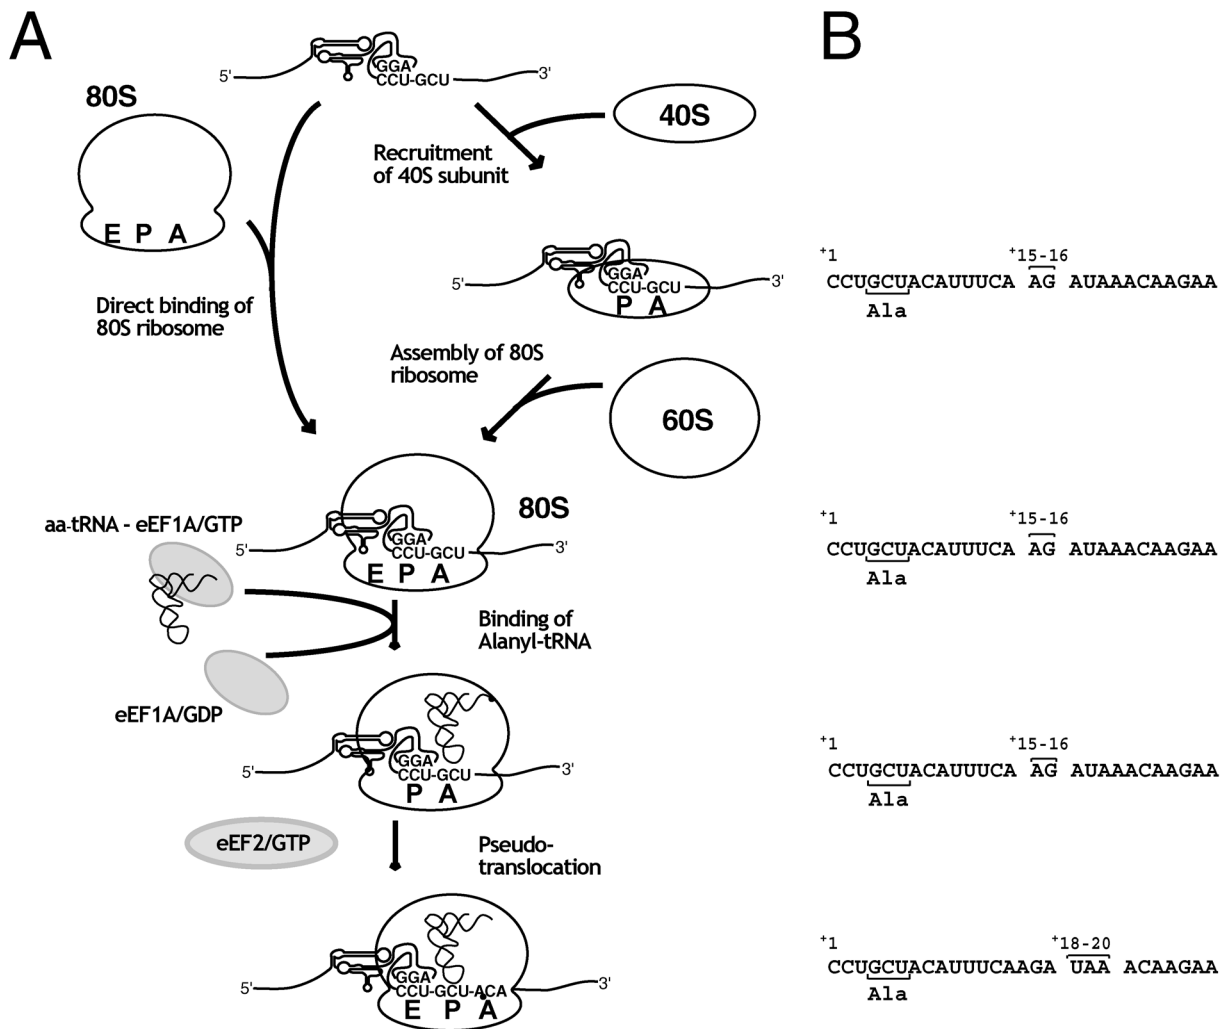 A
B
5'
GGA
CCU-GCU
3'
80S
E P A
40S
Recruitment
of 40S subunit
Direct binding of
80S ribosome
5'
GGA
CCU-GCU
3'
P A
+1
+15-16
CCUGCUACAUUUCA AG AUAAACAAGAA
Ala
Assembly of 80S
ribosome
60S
80S
aa-tRNA - eEF1A/GTP
5'
GGA
CCU-GCU
3'
E P A
+1
+15-16
CCUGCUACAUUUCA AG AUAAACAAGAA
Ala
Binding of
Alanyl-tRNA
eEF1A/GDP
5'
GGA
CCU-GCU
3'
P A
+1
+15-16
CCUGCUACAUUUCA AG AUAAACAAGAA
Ala
eEF2/GTP
Pseudo-
translocation
5'
GGA
CCU-GCU-ACA
3'
E P A
+1
+18-20
CCUGCUACAUUUCAAGA UAA ACAAGAA
Ala